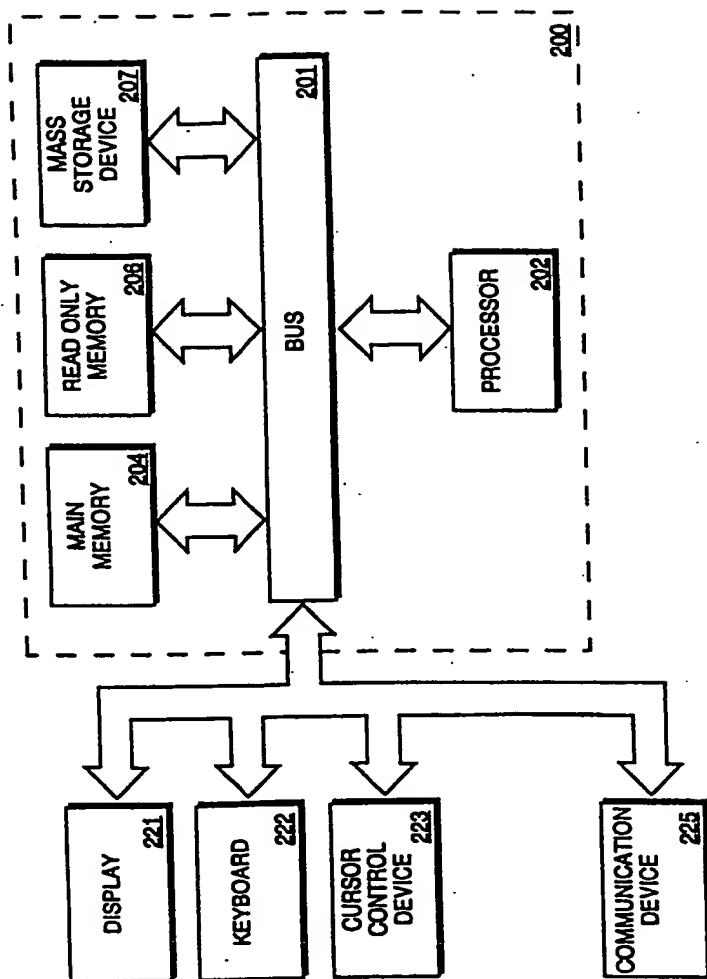 DISPLAY
221
KEYBOARD
222
CURSOR
CONTROL
DEVICE
223
COMMUNICATION
DEVICE
225
MAIN
MEMORY
204
READ ONLY
MEMORY
206
MASS
STORAGE
DEVICE
207
BUS
201
PROCESSOR
202
200